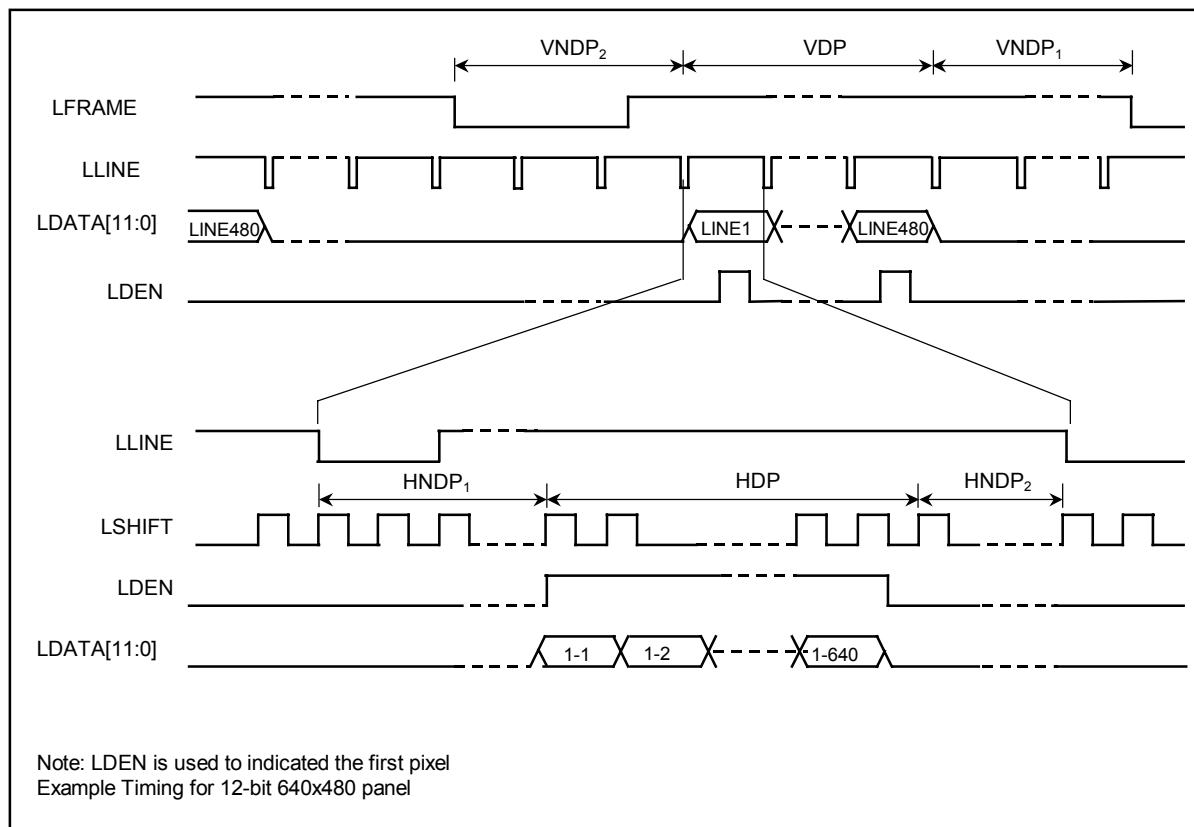 VNDP2 VDP VNDP1
LFRAME
LLINE
LDATA[11:0] LINE480 LINE1 LINE480
LDEN
LLINE
HNDP1 HDP HNDP2
LSHIFT
LDEN
LDATA[11:0] 1-1 1-2 1-640
Note: LDEN is used to indicated the first pixel
Example Timing for 12-bit 640x480 panel